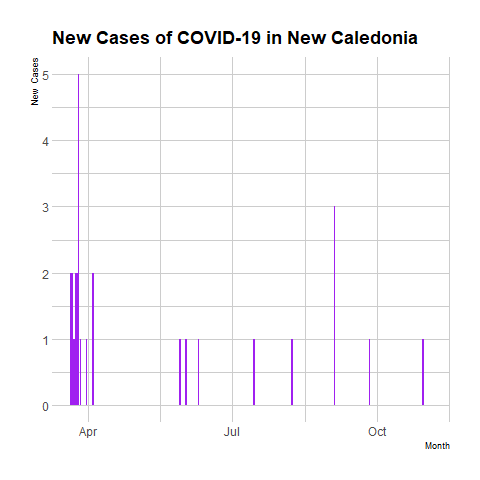 New Cases of COVID-19 in New Caledonia
New Cases
5
4
3
2
1
0
Apr
Jul
Oct
Month